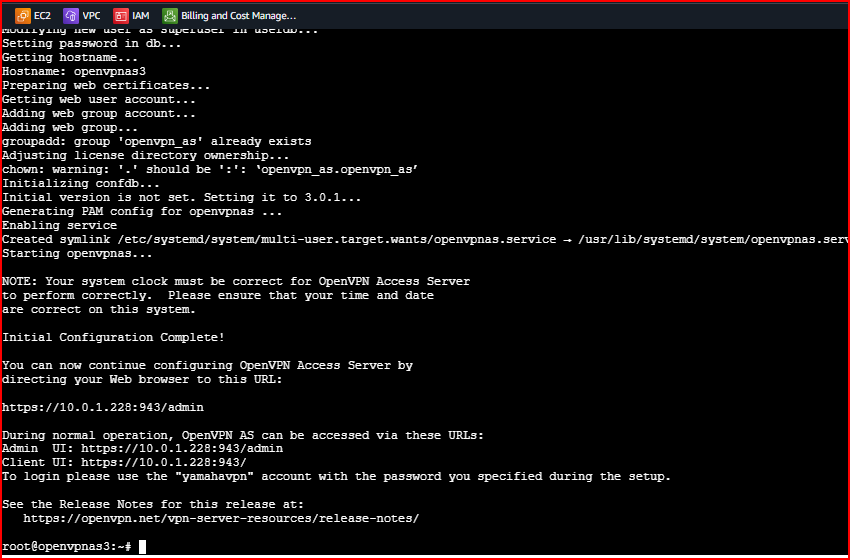 EC2 VPC IAM Billing and Cost Manage...
Modifying new user as superuser in userdb...
Setting password in db...
Getting hostname...
Hostname: openvpnas3
Preparing web certificates...
Getting web user account...
Adding web group account...
Adding web group...
groupadd: group 'openvpn_as' already exists
Adjusting license directory ownership...
chown: warning: '.' should be ':': ‘openvpn_as.openvpn_as’
Initializing confdb...
Initial version is not set. Setting it to 3.0.1...
Generating PAM config for openvpnas ...
Enabling service
Created symlink /etc/systemd/system/multi-user.target.wants/openvpnas.service → /usr/lib/systemd/system/openvpnas.serv
Starting openvpnas...
NOTE: Your system clock must be correct for OpenVPN Access Server
to perform correctly.  Please ensure that your time and date
are correct on this system.
Initial Configuration Complete!
You can now continue configuring OpenVPN Access Server by
directing your Web browser to this URL:
https://10.0.1.228:943/admin
During normal operation, OpenVPN AS can be accessed via these URLs:
Admin  UI: https://10.0.1.228:943/admin
Client UI: https://10.0.1.228:943/
To login please use the "yamahavpn" account with the password you specified during the setup.
See the Release Notes for this release at:
https://openvpn.net/vpn-server-resources/release-notes/
root@openvpnas3:~#